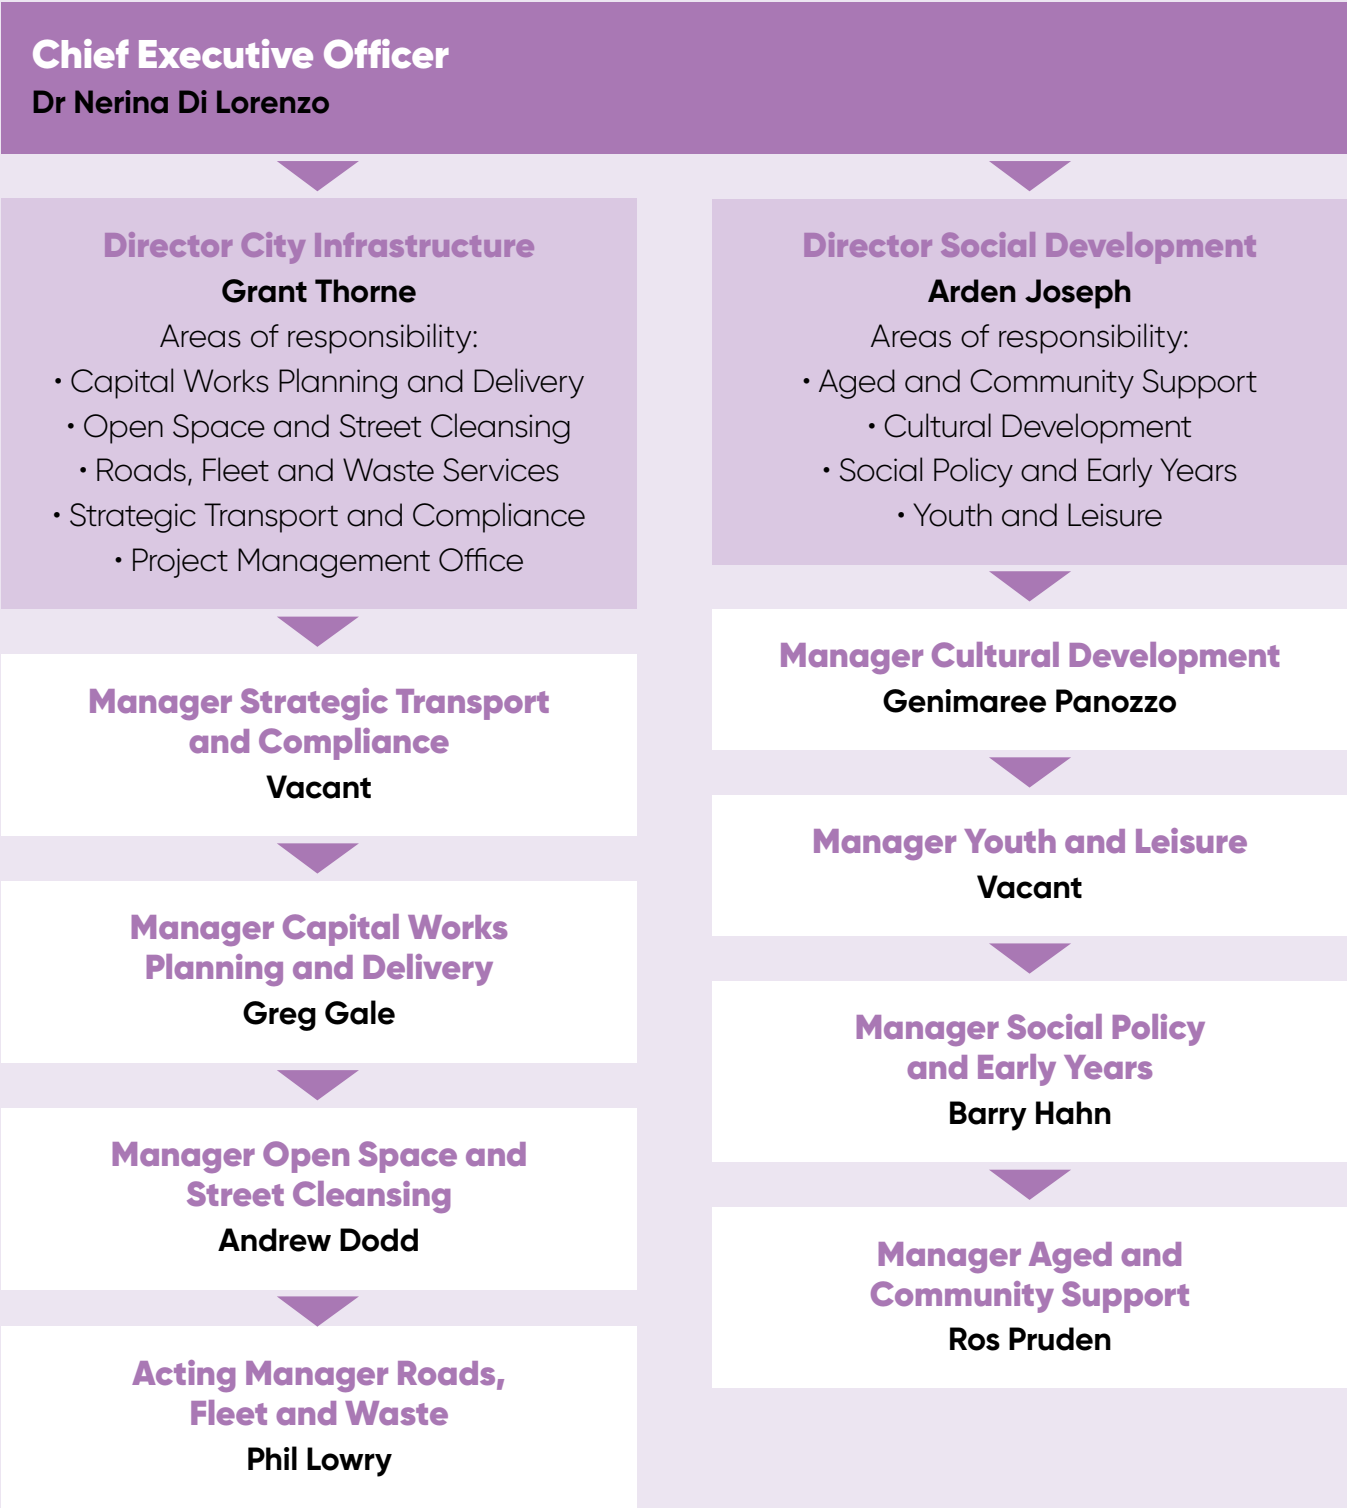 Chief Executive Officer
Dr Nerina Di Lorenzo
Director City Infrastructure
Grant Thorne
Areas of responsibility:
• Capital Works Planning and Delivery
• Open Space and Street Cleansing
• Roads, Fleet and Waste Services
• Strategic Transport and Compliance
• Project Management Office
Manager Strategic Transport
and Compliance
Vacant
Manager Capital Works
Planning and Delivery
Greg Gale
Manager Open Space and
Street Cleansing
Andrew Dodd
Acting Manager Roads,
Fleet and Waste
Phil Lowry
Director Social Development
Arden Joseph
Areas of responsibility:
• Aged and Community Support
• Cultural Development
• Social Policy and Early Years
• Youth and Leisure
Manager Cultural Development
Genimaree Panozzo
Manager Youth and Leisure
Vacant
Manager Social Policy
and Early Years
Barry Hahn
Manager Aged and
Community Support
Ros Pruden